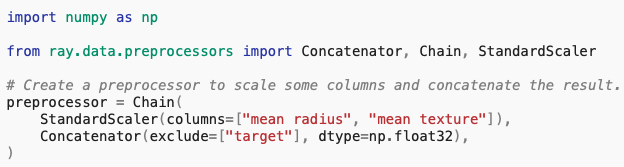 import numpy as np
from ray.data.preprocessors import Concatenator, Chain, StandardScaler
# Create a preprocessor to scale some columns and concatenate the result.
preprocessor = Chain(
    StandardScaler(columns=["mean radius", "mean texture"]),
    Concatenator(exclude=["target"], dtype=np.float32),
)